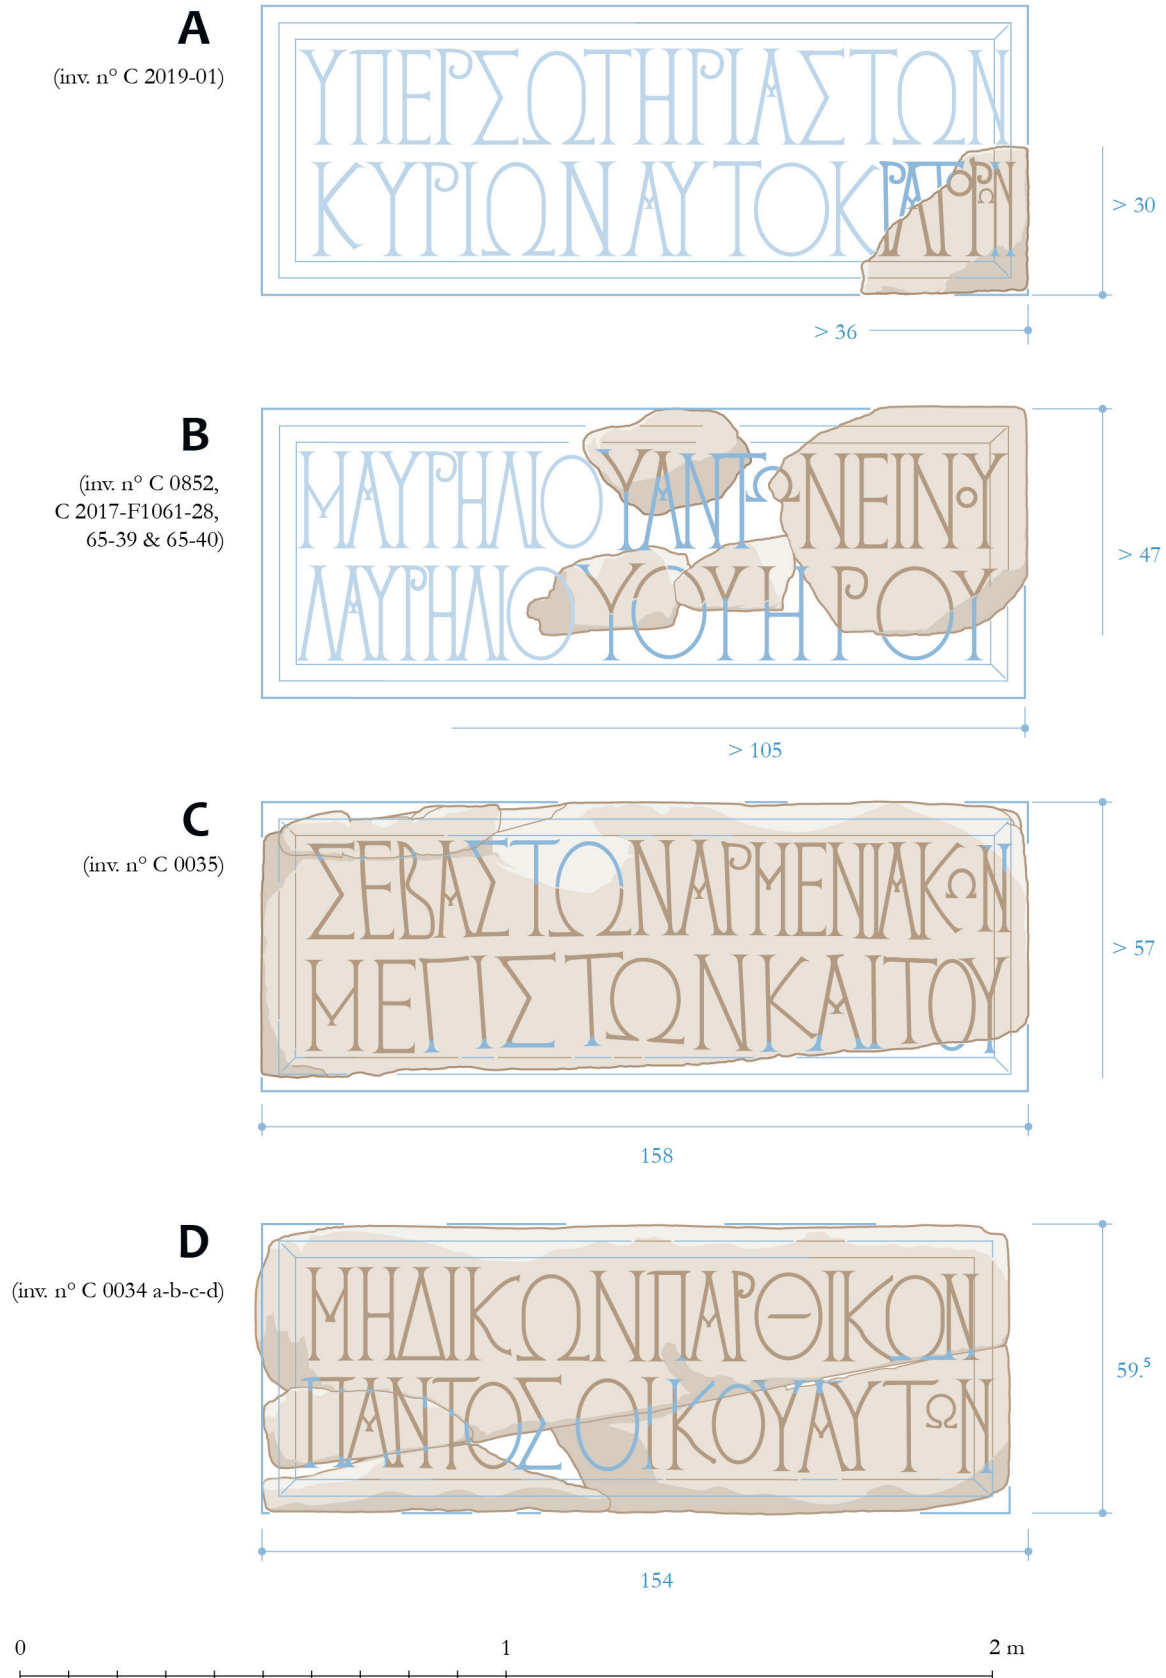 A
(inv. n° C 2019-01)
ΥΠΕΡΣΩΤΗΡΙΑΣΤΩΝ
ΚΥΡΙΩΝΑΥΤΟΚΡΑΤΟΡΩΝ
> 30
> 36
B
(inv. n° C 0852,
C 2017-F1061-28,
65-39 & 65-40)
ΜΑΥΡΗΛΙΟΥΑΝΤΩΝΕΙΝΟΥ
ΛΑΥΡΗΛΙΟΥΟΥΗΡΟΥ
> 47
> 105
C
(inv. n° C 0035)
ΣΕΒΑΣΤΩΝΑΡΜΕΝΙΑΚΩΝ
ΜΕΓΙΣΤΩΝΚΑΙΤΟΥ
> 57
158
D
(inv. n° C 0034 a-b-c-d)
ΜΗΔΙΚΩΝΠΑΡΘΙΚΩΝ
ΠΑΝΤΟΣΟΙΚΟΥΑΥΤΩΝ
59.⁵
154
0 1 2 m